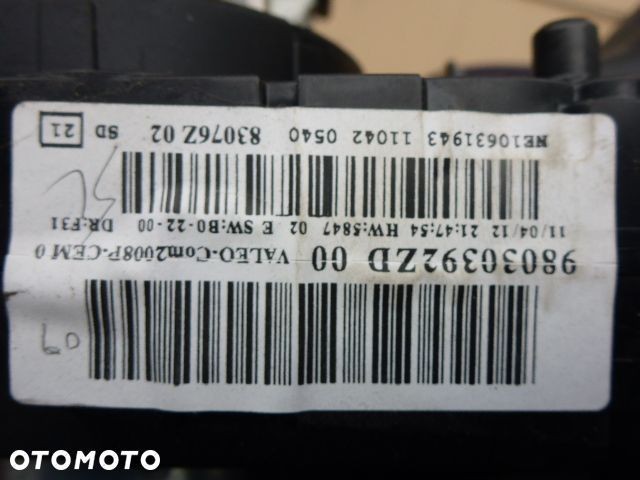 98030392ZD 00 VALEO-Com2008P-CEM 0
11/04/12 21:47:54 HW:5847 02 E SW:B0-22-00 DR:F31
NE10631943 11042 0540 83076Z 02 SD 21
OTOMOTO